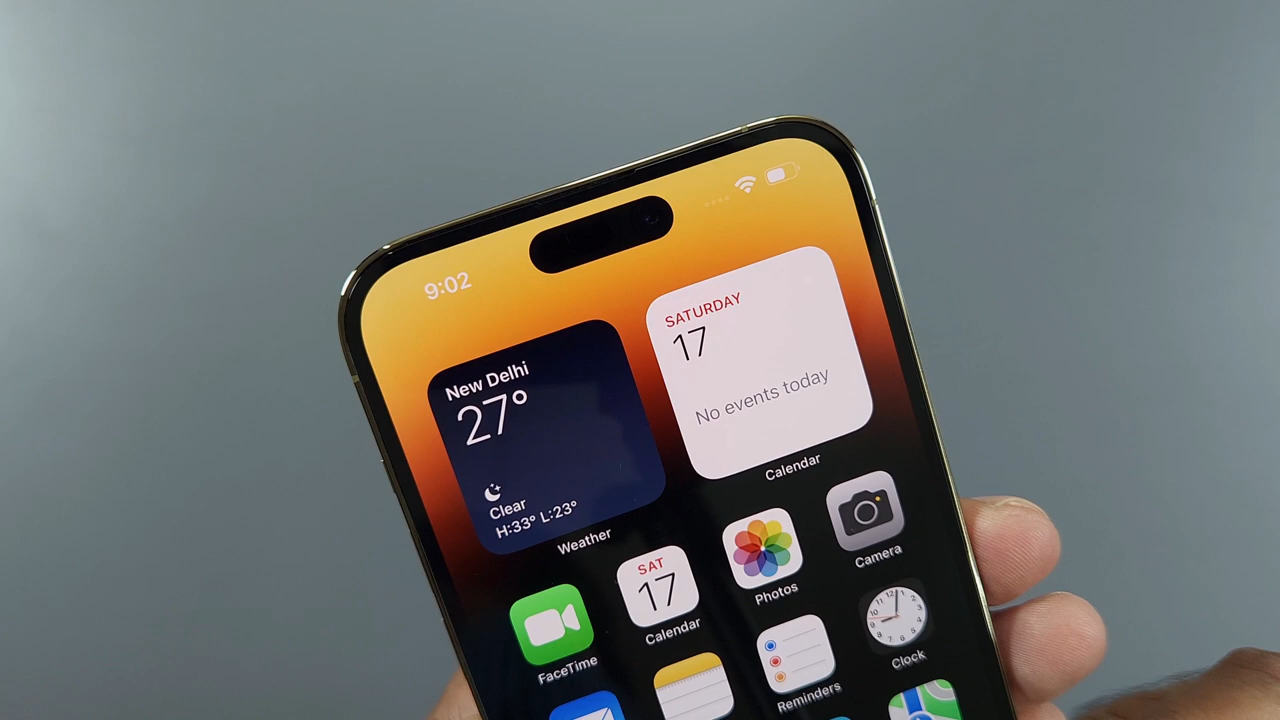 9:02
New Delhi
27°
Clear
H:33° L:23°
Weather
SATURDAY
17
No events today
Calendar
FaceTime
SAT
17
Calendar
Photos
Camera
Reminders
Clock